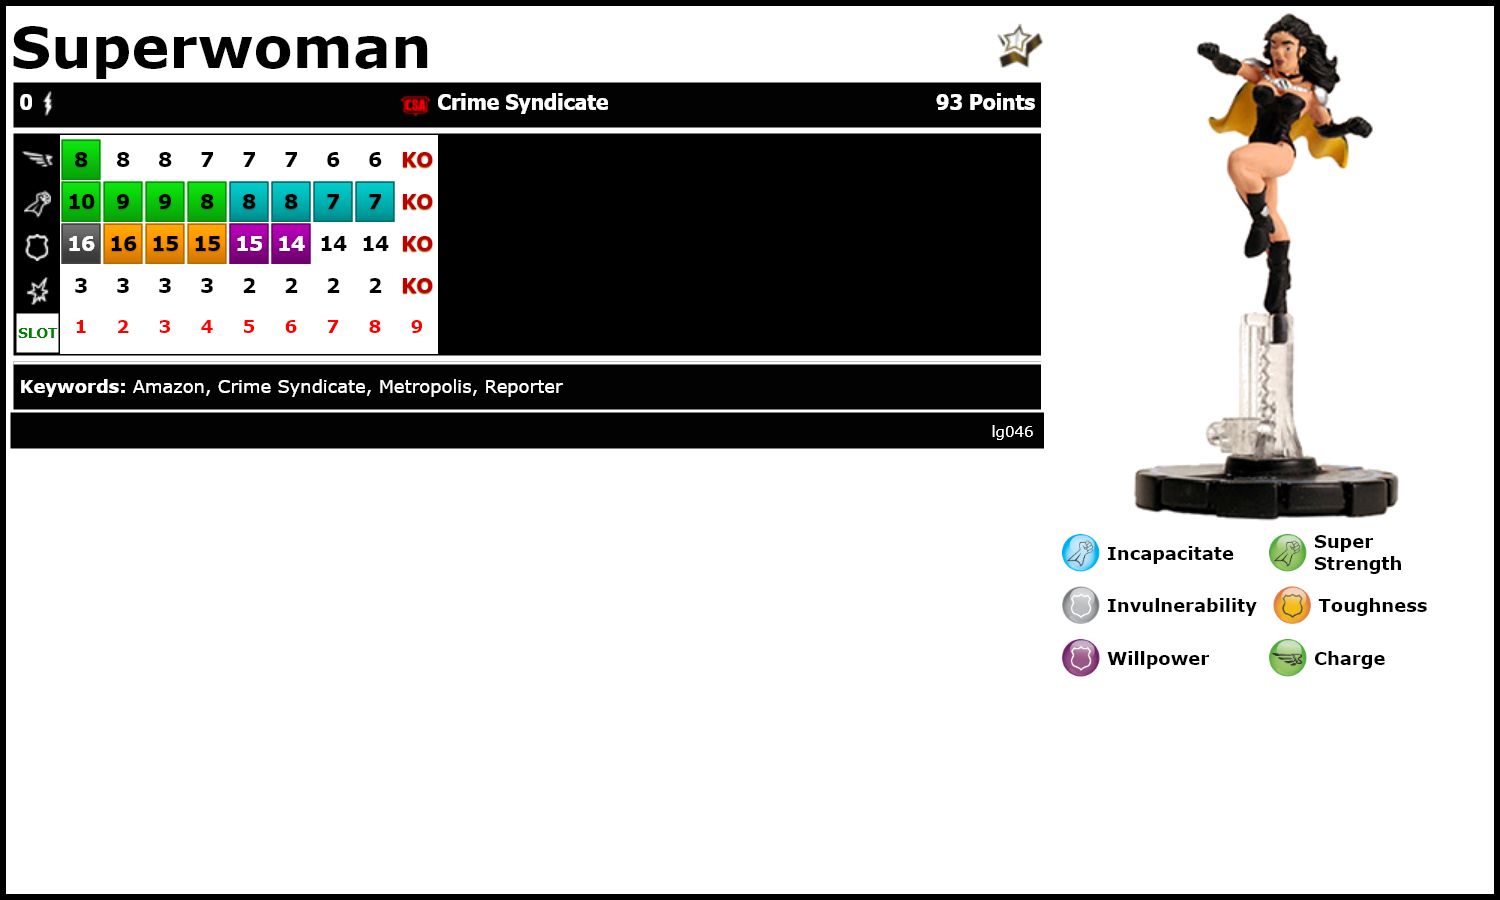 Superwoman
0 CSA Crime Syndicate 93 Points
8 8 8 7 7 7 6 6 KO
10 9 9 8 8 8 7 7 KO
16 16 15 15 15 14 14 14 KO
3 3 3 3 2 2 2 2 KO
SLOT 1 2 3 4 5 6 7 8 9
Keywords: Amazon, Crime Syndicate, Metropolis, Reporter
lg046
Incapacitate
Super
Strength
Invulnerability
Toughness
Willpower
Charge